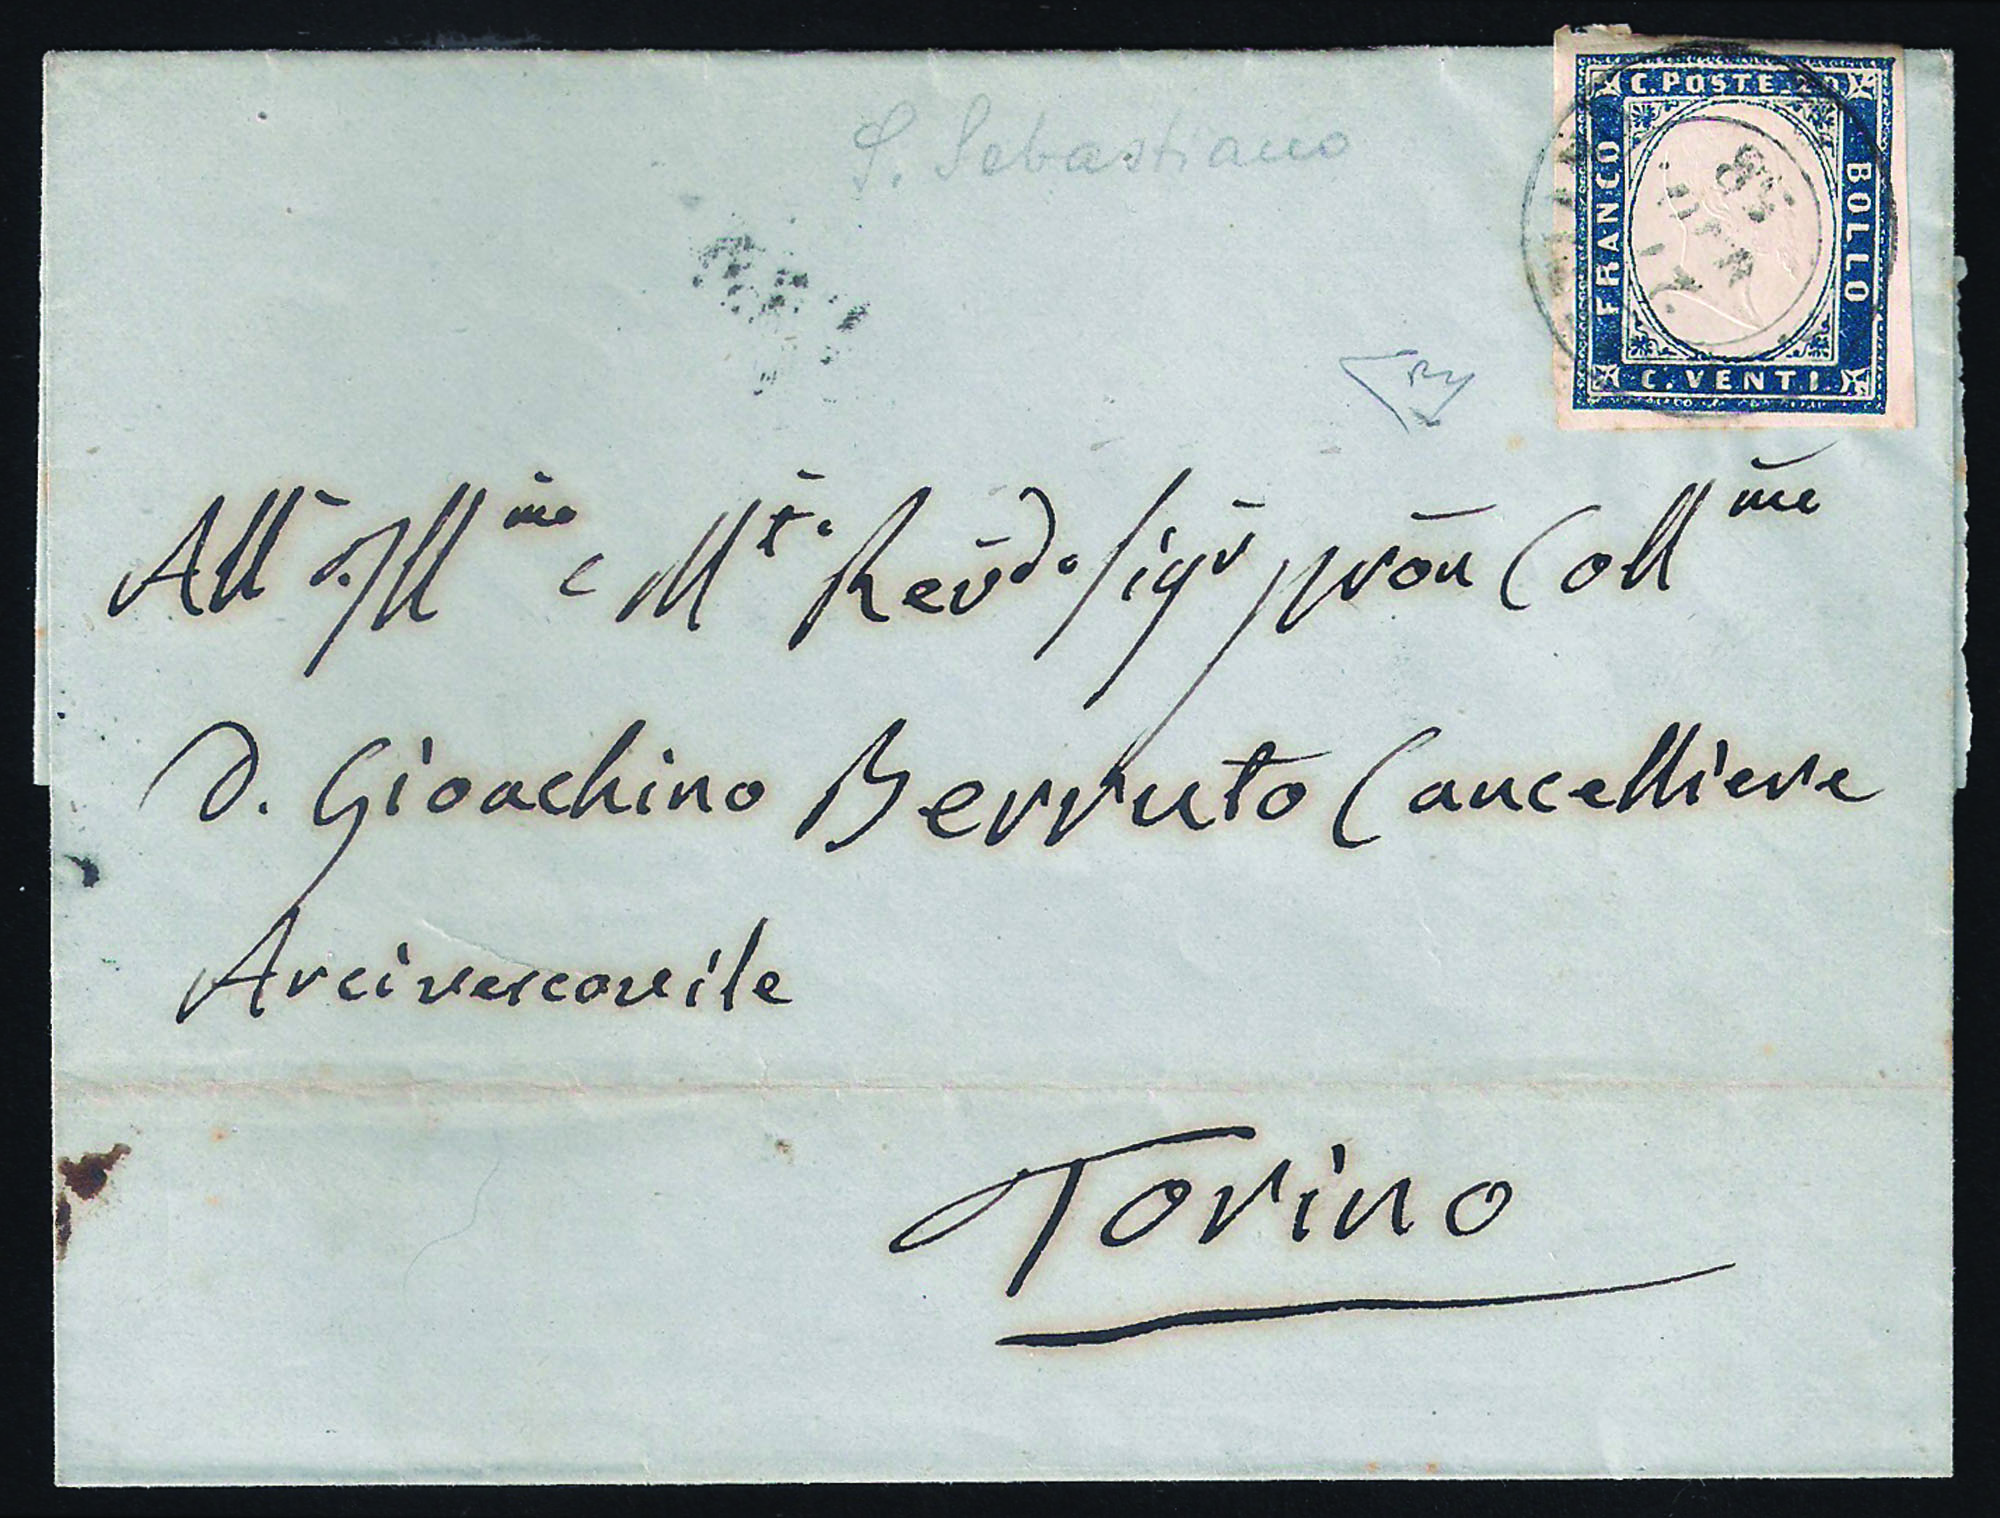 C. POSTE. 20
FRANCO
BOLLO
C. VENTI
S. Sebastiano
All' Ill.mo e M.to Rev.do Sig.r pron Coll.mo
D. Gioachino Berruto Cancelliere
Arcivescovile
Torino